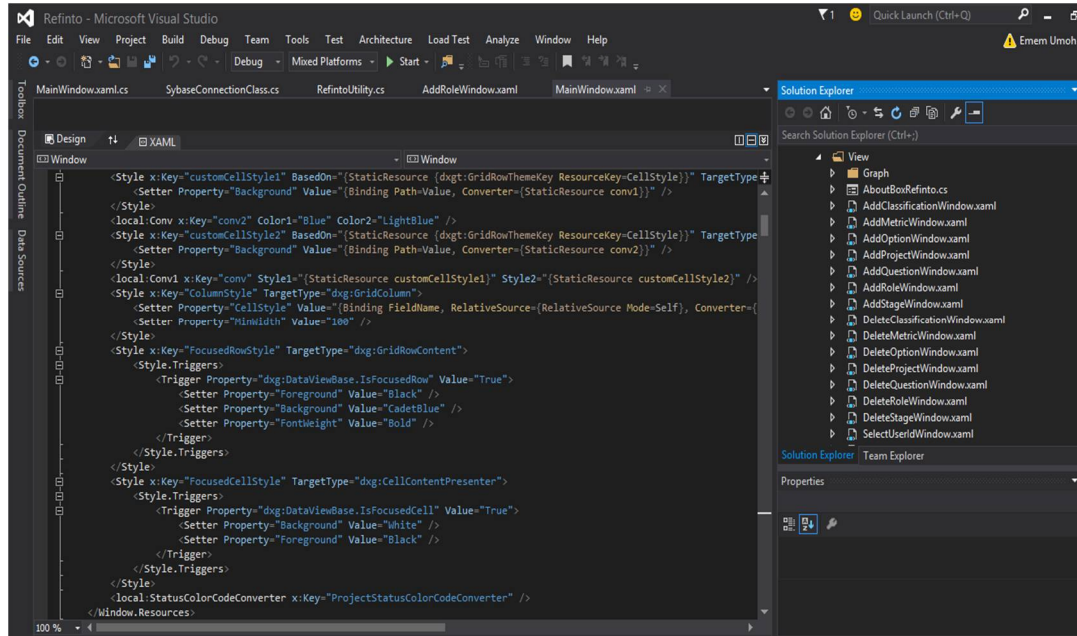 Refinto - Microsoft Visual Studio
1
Quick Launch (Ctrl+Q)
File Edit View Project Build Debug Team Tools Test Architecture Load Test Analyze Window Help
Emem Umoh
Debug Mixed Platforms Start
Toolbox
Document Outline
Data Sources
MainWindow.xaml.cs SybaseConnectionClass.cs RefintoUtility.cs AddRoleWindow.xaml MainWindow.xaml
Design XAML
Window Window
<Style x:Key="customCellStyle1" BasedOn="{StaticResource {dxgt:GridRowThemeKey ResourceKey=CellStyle}}" TargetType
<Setter Property="Background" Value="{Binding Path=Value, Converter={StaticResource conv1}}" />
</Style>
<local:Conv x:Key="conv2" Color1="Blue" Color2="LightBlue" />
<Style x:Key="customCellStyle2" BasedOn="{StaticResource {dxgt:GridRowThemeKey ResourceKey=CellStyle}}" TargetType
<Setter Property="Background" Value="{Binding Path=Value, Converter={StaticResource conv2}}" />
</Style>
<local:Conv1 x:Key="conv" Style1="{StaticResource customCellStyle1}" Style2="{StaticResource customCellStyle2}" />
<Style x:Key="ColumnStyle" TargetType="dxg:GridColumn">
<Setter Property="CellStyle" Value="{Binding FieldName, RelativeSource={RelativeSource Mode=Self}, Converter={
<Setter Property="MinWidth" Value="100" />
</Style>
<Style x:Key="FocusedRowStyle" TargetType="dxg:GridRowContent">
<Style.Triggers>
<Trigger Property="dxg:DataViewBase.IsFocusedRow" Value="True">
<Setter Property="Foreground" Value="Black" />
<Setter Property="Background" Value="CadetBlue" />
<Setter Property="FontWeight" Value="Bold" />
</Trigger>
</Style.Triggers>
</Style>
<Style x:Key="FocusedCellStyle" TargetType="dxg:CellContentPresenter">
<Style.Triggers>
<Trigger Property="dxg:DataViewBase.IsFocusedCell" Value="True">
<Setter Property="Background" Value="White" />
<Setter Property="Foreground" Value="Black" />
</Trigger>
</Style.Triggers>
</Style>
<local:StatusColorCodeConverter x:Key="ProjectStatusColorCodeConverter" />
</Window.Resources>
100 %
Solution Explorer
Search Solution Explorer (Ctrl+;)
View
Graph
AboutBoxRefinto.cs
AddClassificationWindow.xaml
AddMetricWindow.xaml
AddOptionWindow.xaml
AddProjectWindow.xaml
AddQuestionWindow.xaml
AddRoleWindow.xaml
AddStageWindow.xaml
DeleteClassificationWindow.xaml
DeleteMetricWindow.xaml
DeleteOptionWindow.xaml
DeleteProjectWindow.xaml
DeleteQuestionWindow.xaml
DeleteRoleWindow.xaml
DeleteStageWindow.xaml
SelectUserIdWindow.xaml
Solution Explorer Team Explorer
Properties